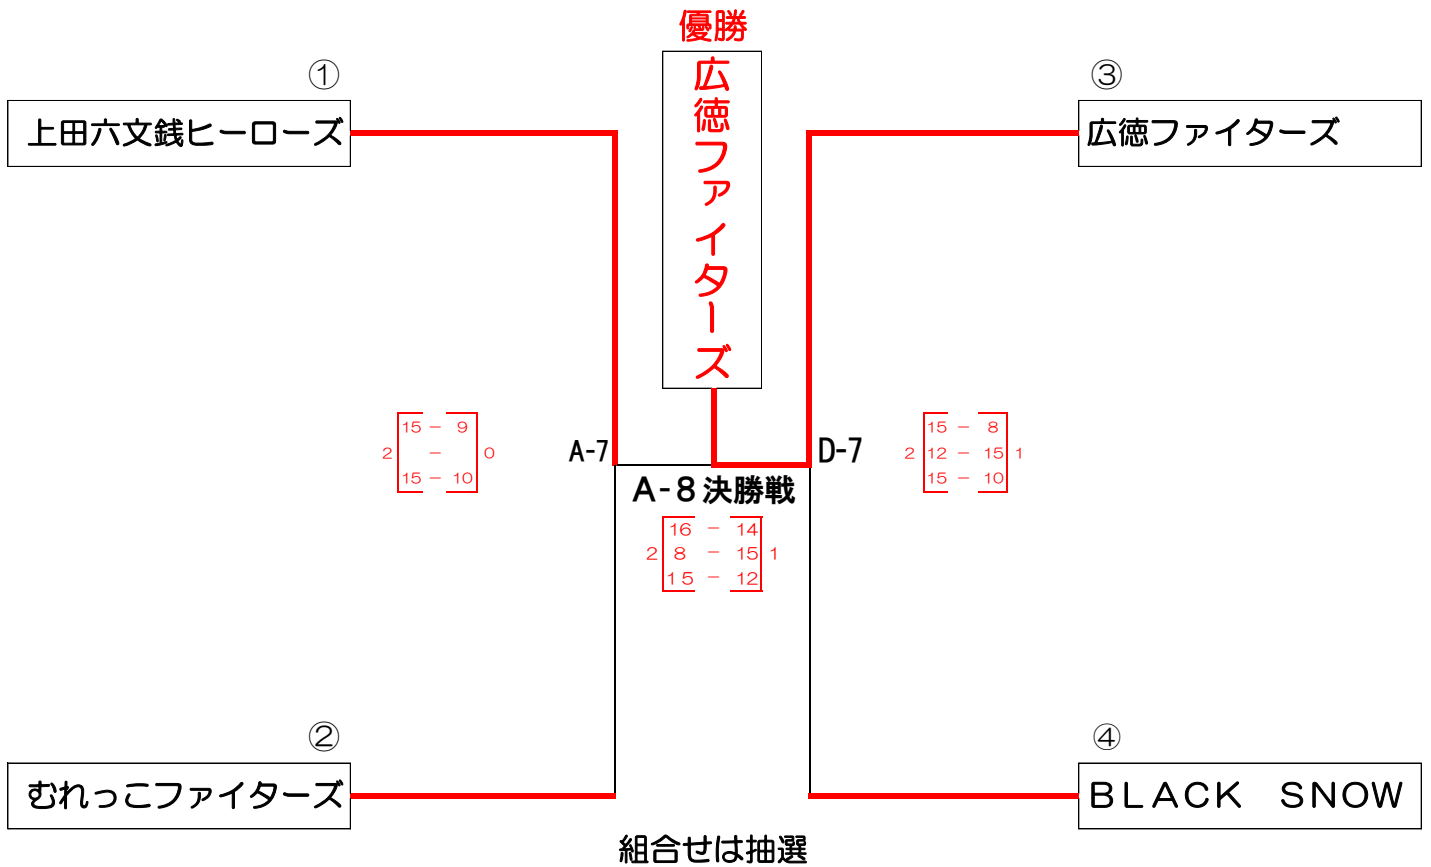 優勝
広徳ファイターズ
①
上田六文銭ヒーローズ
③
広徳ファイターズ
A-7
2 15 － 9 0
－
15 － 10
D-7
15 － 8
2 12 － 15 1
15 － 10
A-8決勝戦
16 － 14
2 8 － 15 1
15 － 12
②
むれっこファイターズ
④
BLACK　SNOW
組合せは抽選